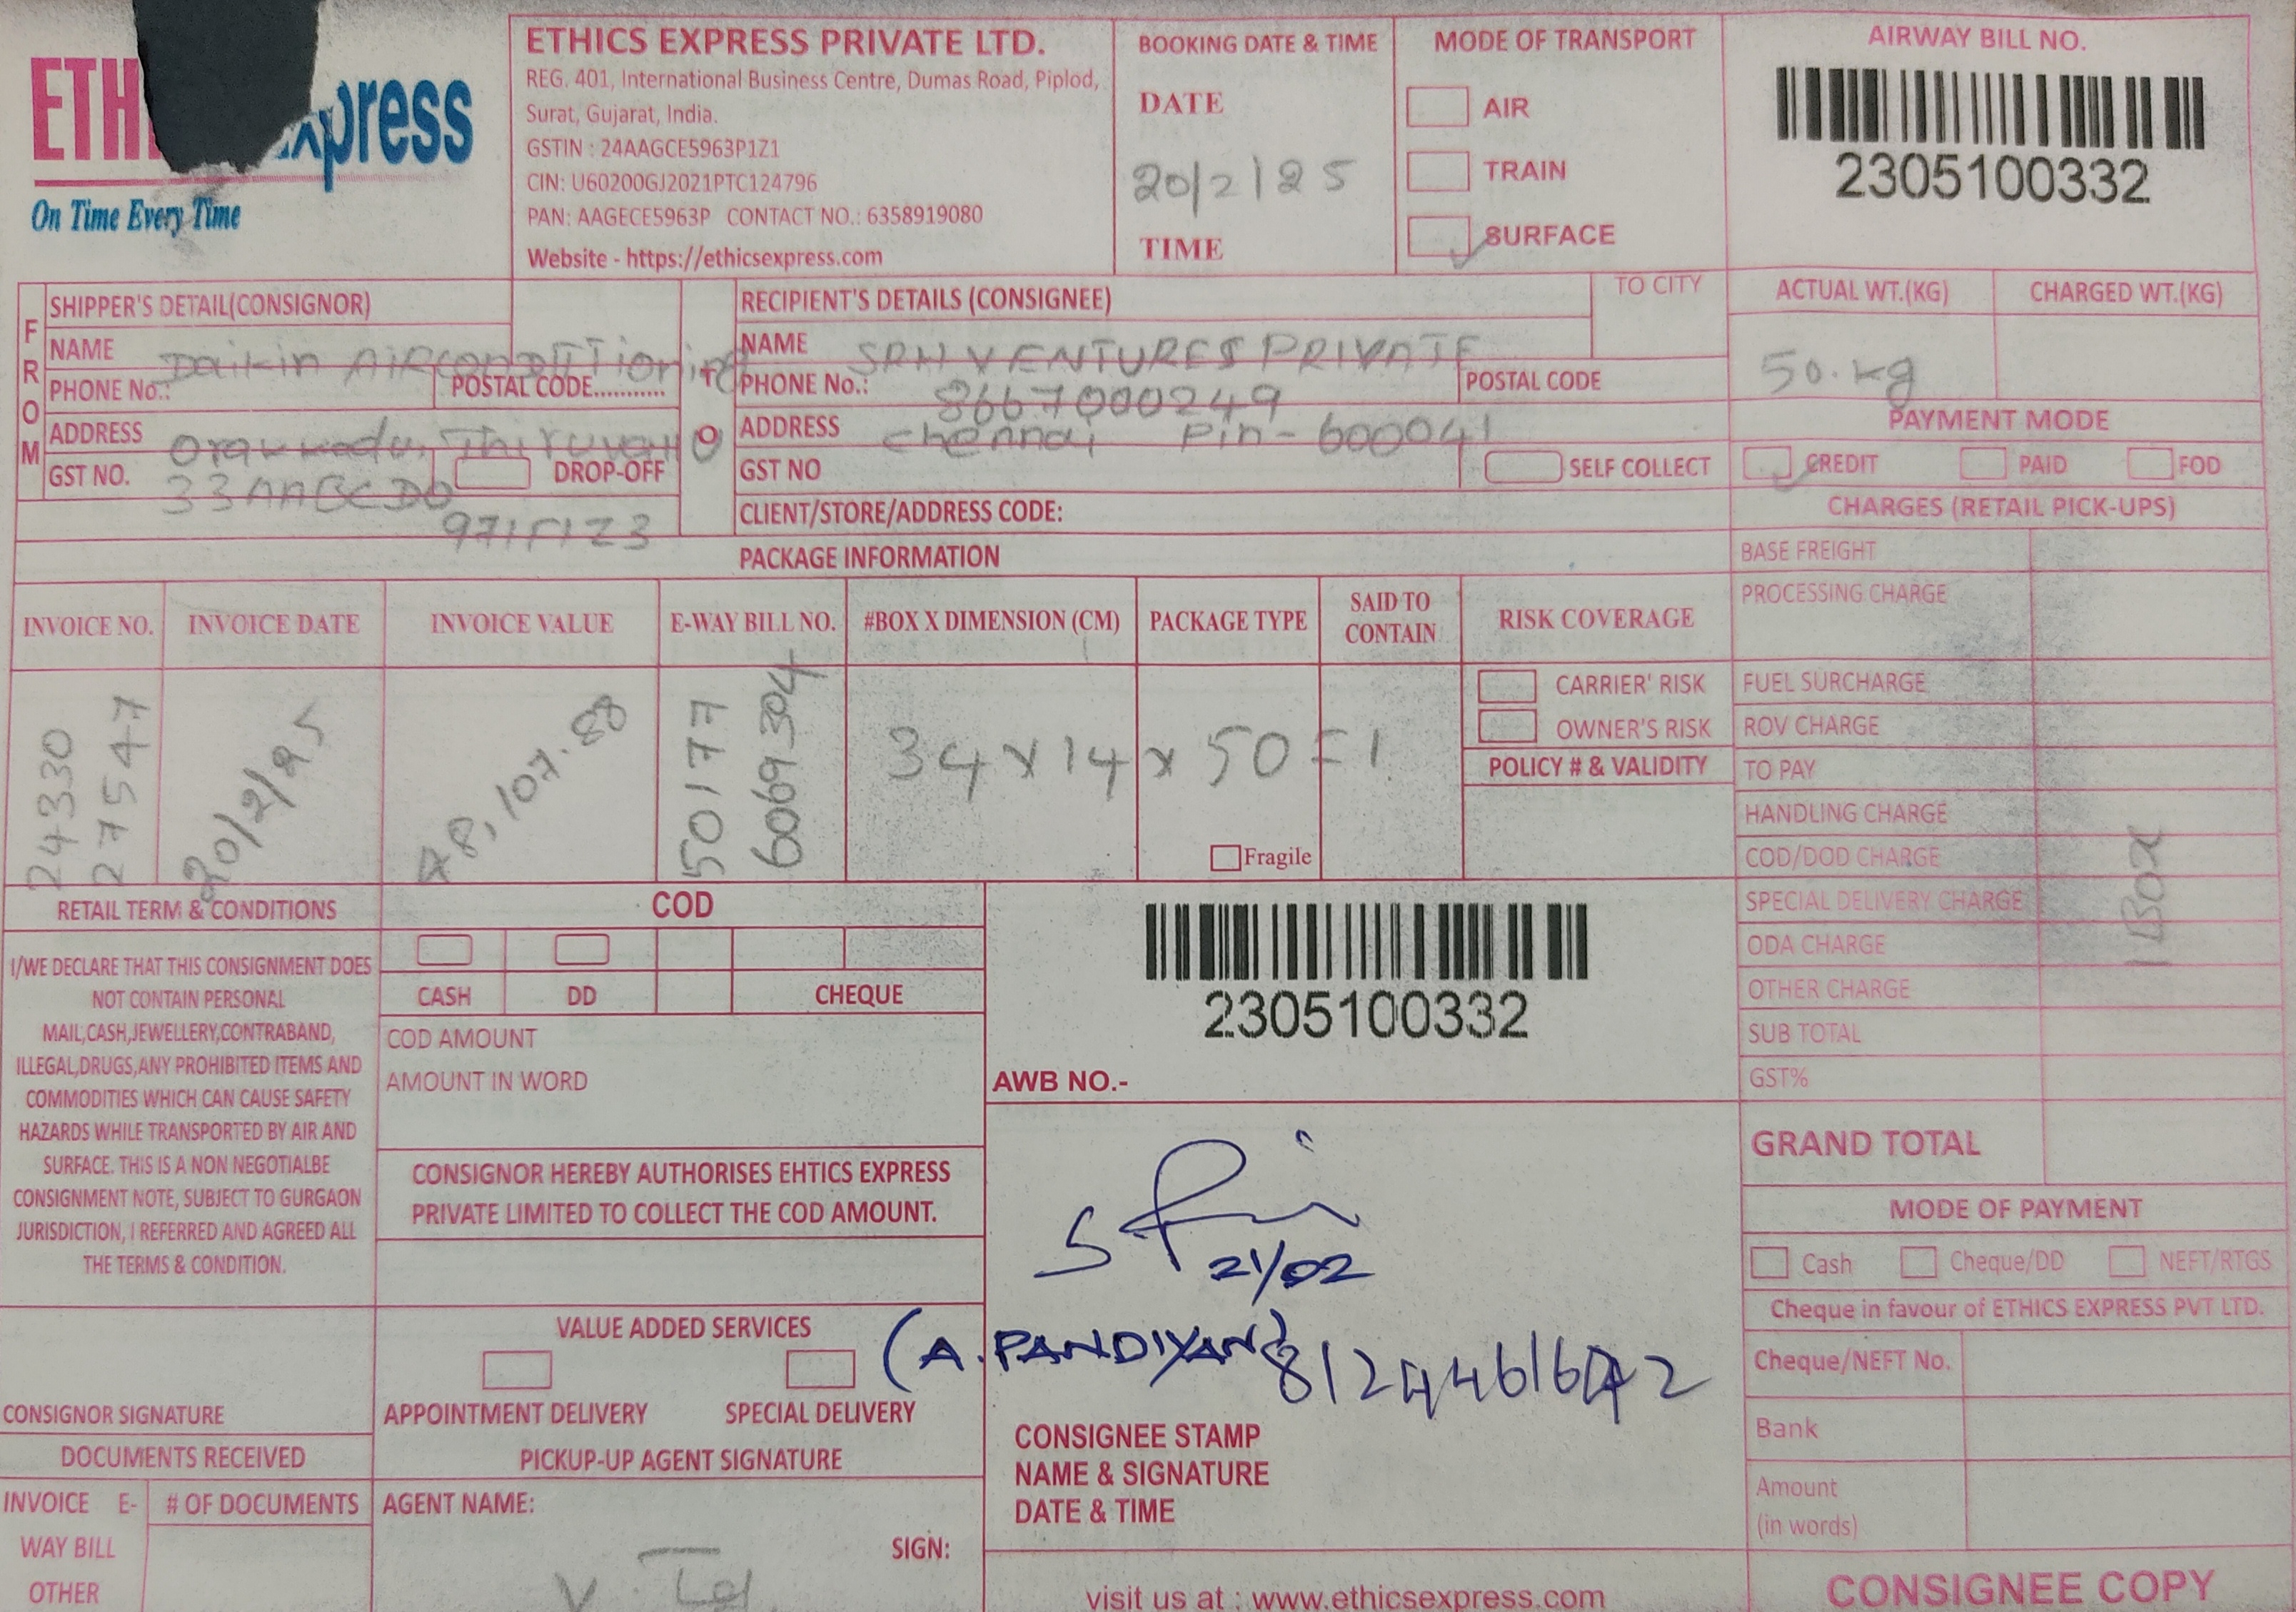 ETH
xpress
On Time Every Time
ETHICS EXPRESS PRIVATE LTD.
REG. 401, International Business Centre, Dumas Road, Piplod,
Surat, Gujarat, India.
GSTIN : 24AAGCE5963P1Z1
CIN: U60200GJ2021PTC124796
PAN: AAGECE5963P CONTACT NO.: 6358919080
Website - https://ethicsexpress.com
BOOKING DATE & TIME
DATE
20/2/25
TIME
MODE OF TRANSPORT
AIR
TRAIN
SURFACE
AIRWAY BILL NO.
2305100332
FROM
SHIPPER'S DETAIL(CONSIGNOR)
NAME Daikin AIRCONDITIONing
PHONE No.: POSTAL CODE...........
ADDRESS
GST NO. 33AABCD0
971F1Z3
DROP-OFF
TO
RECIPIENT'S DETAILS (CONSIGNEE)
TO CITY
NAME SRH VENTURES PRIVATE
PHONE No.: 8667000249 POSTAL CODE
ADDRESS Chennai Pin-600041
GST NO SELF COLLECT
CLIENT/STORE/ADDRESS CODE:
ACTUAL WT.(KG) CHARGED WT.(KG)
50.kg
PAYMENT MODE
CREDIT PAID FOD
CHARGES (RETAIL PICK-UPS)
BASE FREIGHT
PROCESSING CHARGE
FUEL SURCHARGE
ROV CHARGE
TO PAY
HANDLING CHARGE
COD/DOD CHARGE
SPECIAL DELIVERY CHARGE
ODA CHARGE
OTHER CHARGE
SUB TOTAL
GST%
GRAND TOTAL
1 BOX
PACKAGE INFORMATION
INVOICE NO. INVOICE DATE INVOICE VALUE E-WAY BILL NO. #BOX X DIMENSION (CM) PACKAGE TYPE SAID TO CONTAIN RISK COVERAGE
24330
27547
20/2/25
50177
6069304
34 x 14 x 50 = 1
Fragile
CARRIER' RISK
OWNER'S RISK
POLICY # & VALIDITY
RETAIL TERM & CONDITIONS
I/WE DECLARE THAT THIS CONSIGNMENT DOES
NOT CONTAIN PERSONAL
MAIL,CASH,JEWELLERY,CONTRABAND,
ILLEGAL,DRUGS,ANY PROHIBITED ITEMS AND
COMMODITIES WHICH CAN CAUSE SAFETY
HAZARDS WHILE TRANSPORTED BY AIR AND
SURFACE. THIS IS A NON NEGOTIALBE
CONSIGNMENT NOTE, SUBJECT TO GURGAON
JURISDICTION, I REFERRED AND AGREED ALL
THE TERMS & CONDITION.
CONSIGNOR SIGNATURE
DOCUMENTS RECEIVED
INVOICE E-
WAY BILL
OTHER
# OF DOCUMENTS
COD
CASH DD CHEQUE
COD AMOUNT
AMOUNT IN WORD
CONSIGNOR HEREBY AUTHORISES EHTICS EXPRESS
PRIVATE LIMITED TO COLLECT THE COD AMOUNT.
VALUE ADDED SERVICES
APPOINTMENT DELIVERY SPECIAL DELIVERY
PICKUP-UP AGENT SIGNATURE
AGENT NAME:
SIGN:
2305100332
AWB NO.-
21/02
(A. PANDIYAN)
CONSIGNEE STAMP
NAME & SIGNATURE
DATE & TIME
visit us at : www.ethicsexpress.com
MODE OF PAYMENT
Cash Cheque/DD NEFT/RTGS
Cheque in favour of ETHICS EXPRESS PVT LTD.
Cheque/NEFT No.
Bank
Amount
(in words)
CONSIGNEE COPY